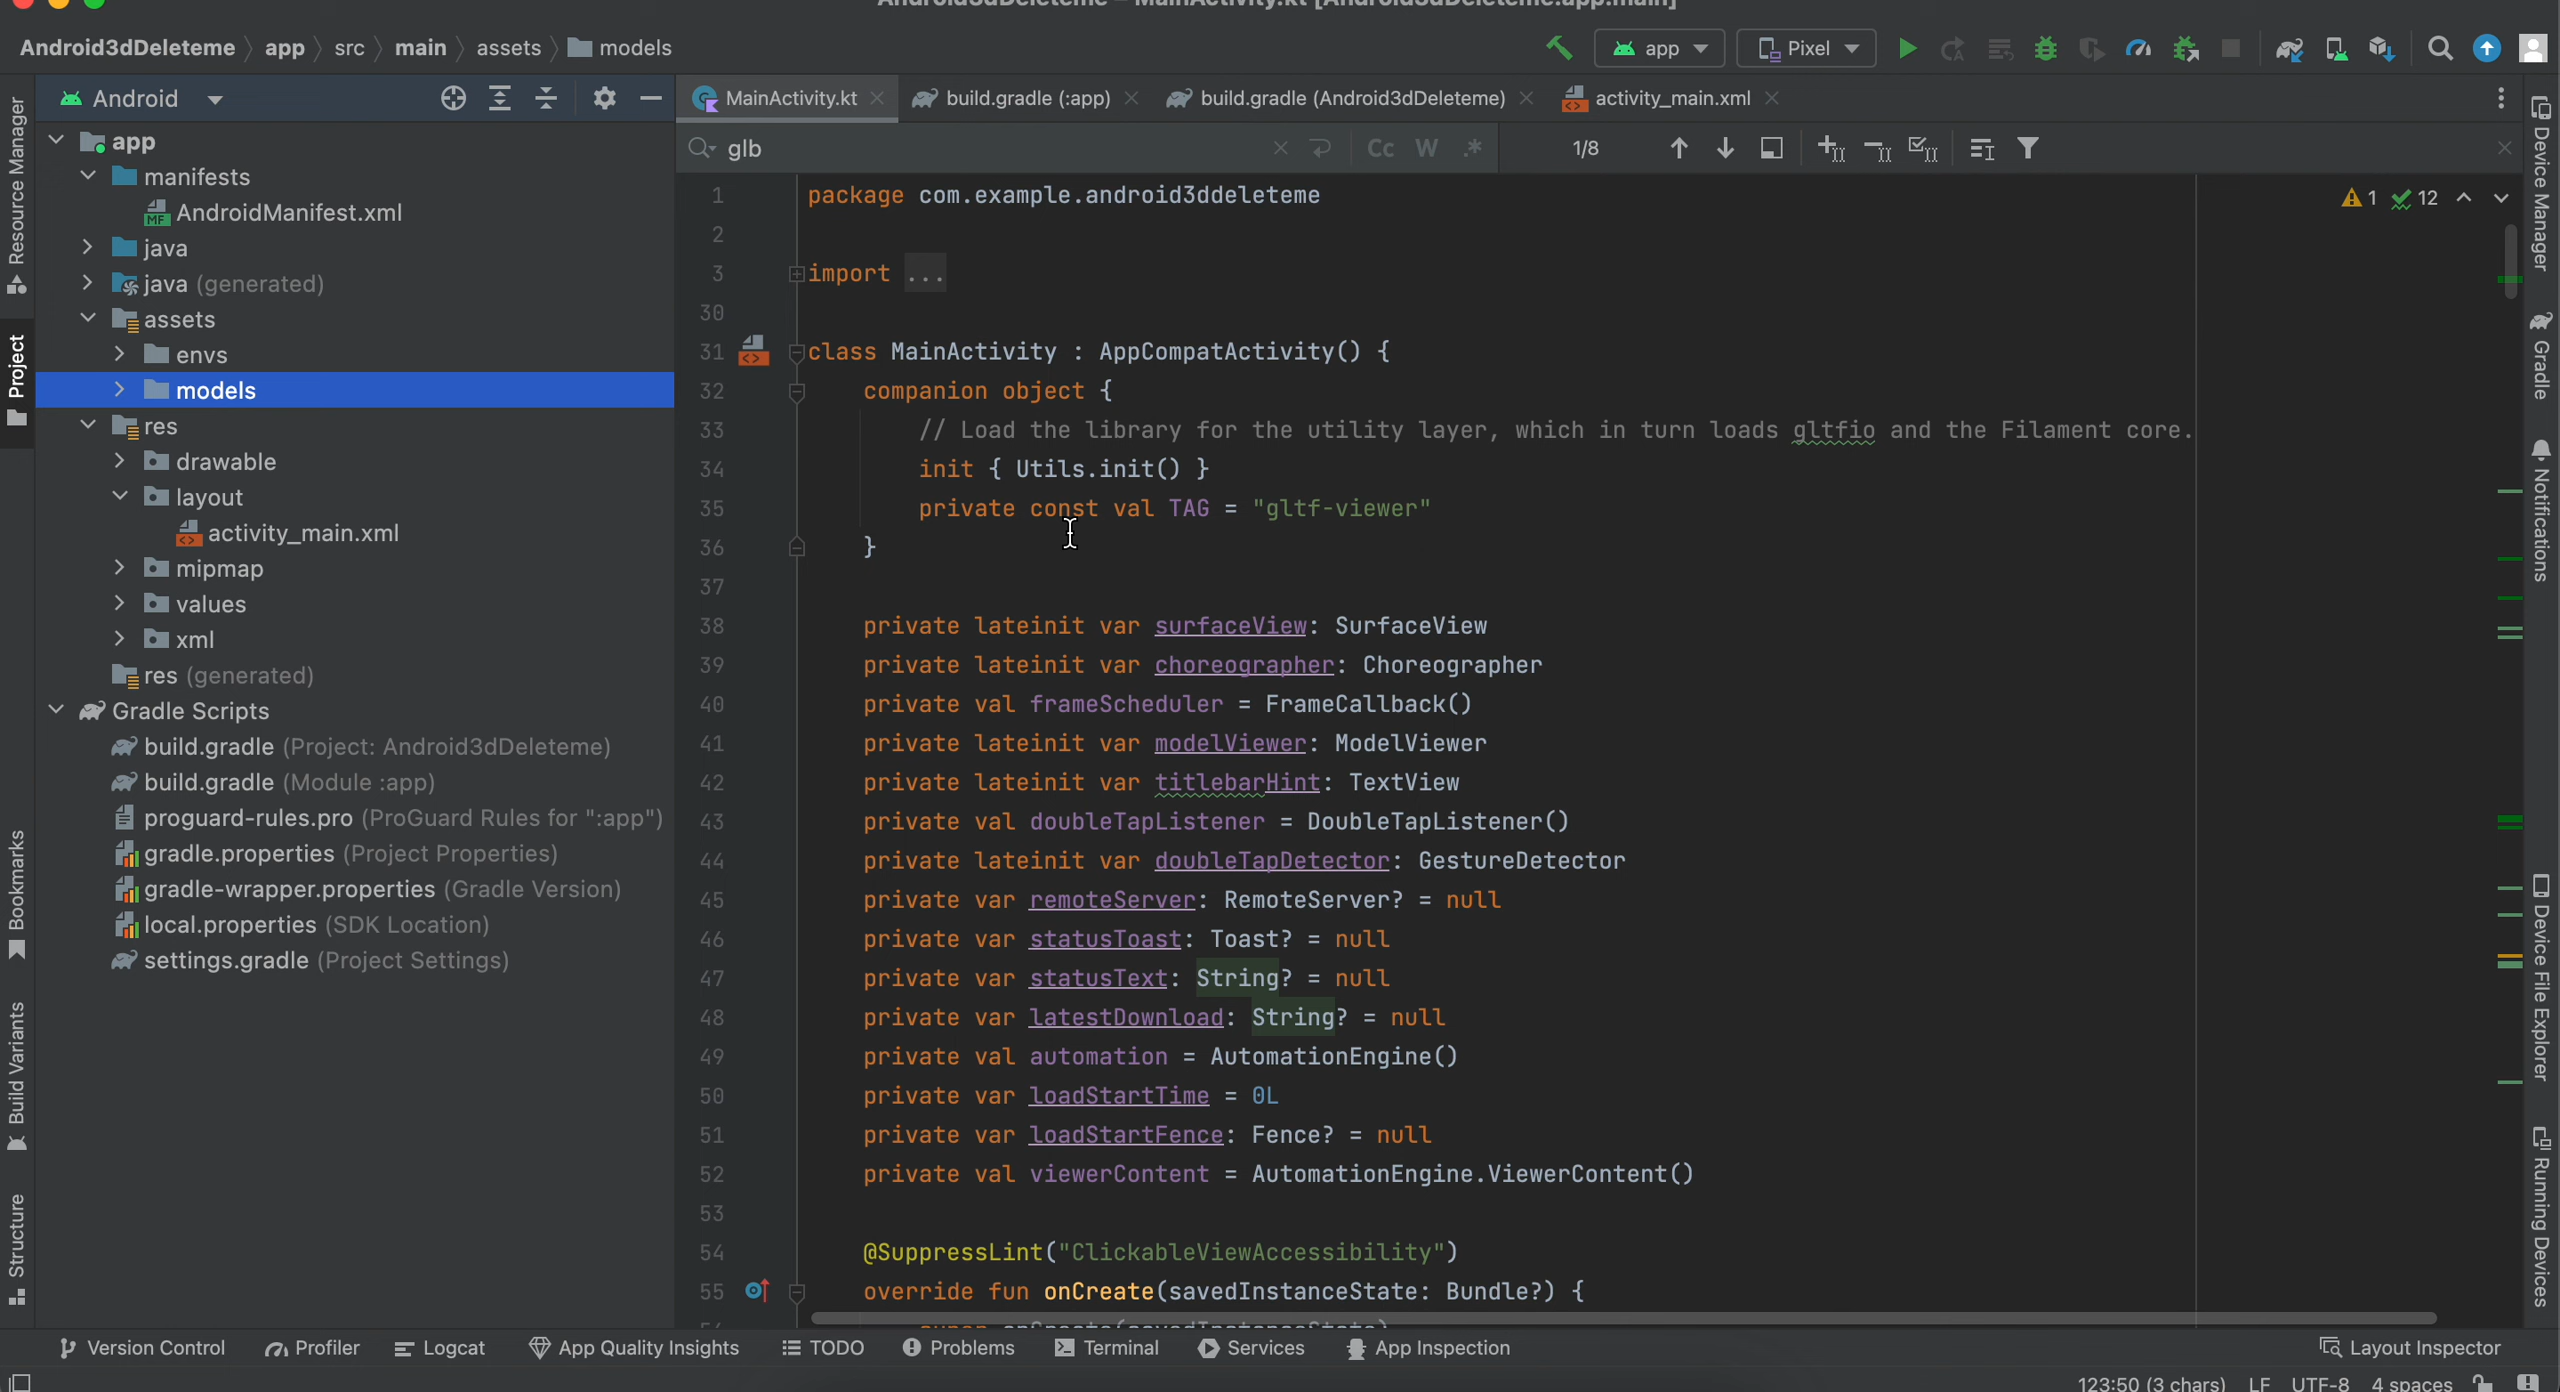 Android3dDeleteme – MainActivity.kt [Android3dDeleteme.app.main]
Android3dDeleteme app src main assets models
app Pixel
Resource Manager
Project
Bookmarks
Build Variants
Structure
Android
app
manifests
AndroidManifest.xml
java
java (generated)
assets
envs
models
res
drawable
layout
activity_main.xml
mipmap
values
xml
res (generated)
Gradle Scripts
build.gradle (Project: Android3dDeleteme)
build.gradle (Module :app)
proguard-rules.pro (ProGuard Rules for ":app")
gradle.properties (Project Properties)
gradle-wrapper.properties (Gradle Version)
local.properties (SDK Location)
settings.gradle (Project Settings)
MainActivity.kt build.gradle (:app) build.gradle (Android3dDeleteme) activity_main.xml
glb Cc W .* 1/8
1 12
1 package com.example.android3ddeleteme
2
3 import ...
30
31 class MainActivity : AppCompatActivity() {
32 companion object {
33 // Load the library for the utility layer, which in turn loads gltfio and the Filament core.
34 init { Utils.init() }
35 private const val TAG = "gltf-viewer"
36 }
37
38 private lateinit var surfaceView: SurfaceView
39 private lateinit var choreographer: Choreographer
40 private val frameScheduler = FrameCallback()
41 private lateinit var modelViewer: ModelViewer
42 private lateinit var titlebarHint: TextView
43 private val doubleTapListener = DoubleTapListener()
44 private lateinit var doubleTapDetector: GestureDetector
45 private var remoteServer: RemoteServer? = null
46 private var statusToast: Toast? = null
47 private var statusText: String? = null
48 private var latestDownload: String? = null
49 private val automation = AutomationEngine()
50 private var loadStartTime = 0L
51 private var loadStartFence: Fence? = null
52 private val viewerContent = AutomationEngine.ViewerContent()
53
54 @SuppressLint("ClickableViewAccessibility")
55 override fun onCreate(savedInstanceState: Bundle?) {
Device Manager
Gradle
Notifications
Device File Explorer
Running Devices
Version Control Profiler Logcat App Quality Insights TODO Problems Terminal Services App Inspection Layout Inspector
123:50 (3 chars) LF UTF-8 4 spaces